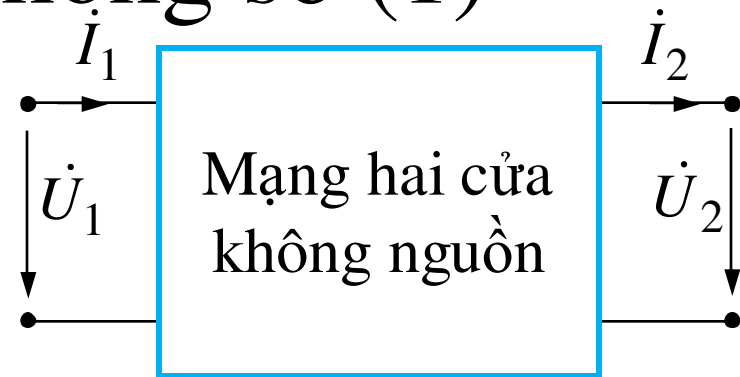 İ₁ İ₂
U̇₁ Mạng hai cửa U̇₂
không nguồn